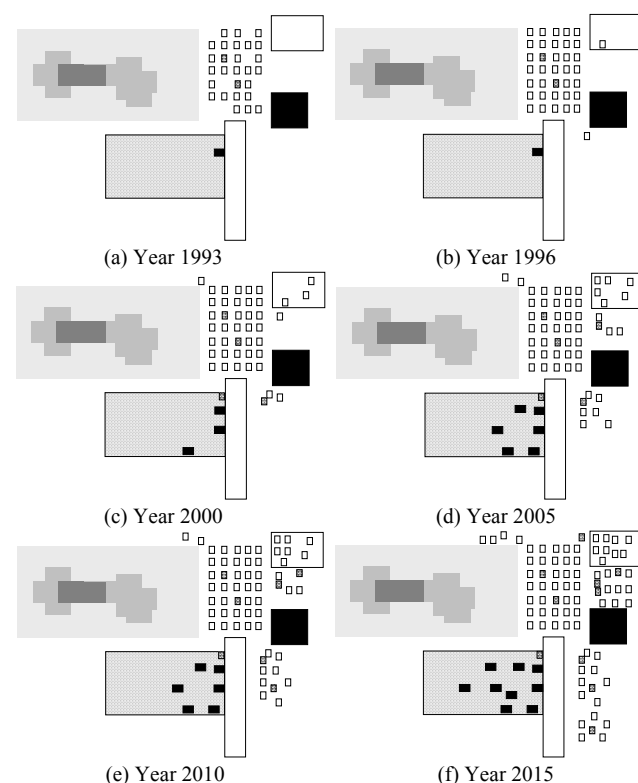 (a) Year 1993
(b) Year 1996
(c) Year 2000
(d) Year 2005
(e) Year 2010
(f) Year 2015